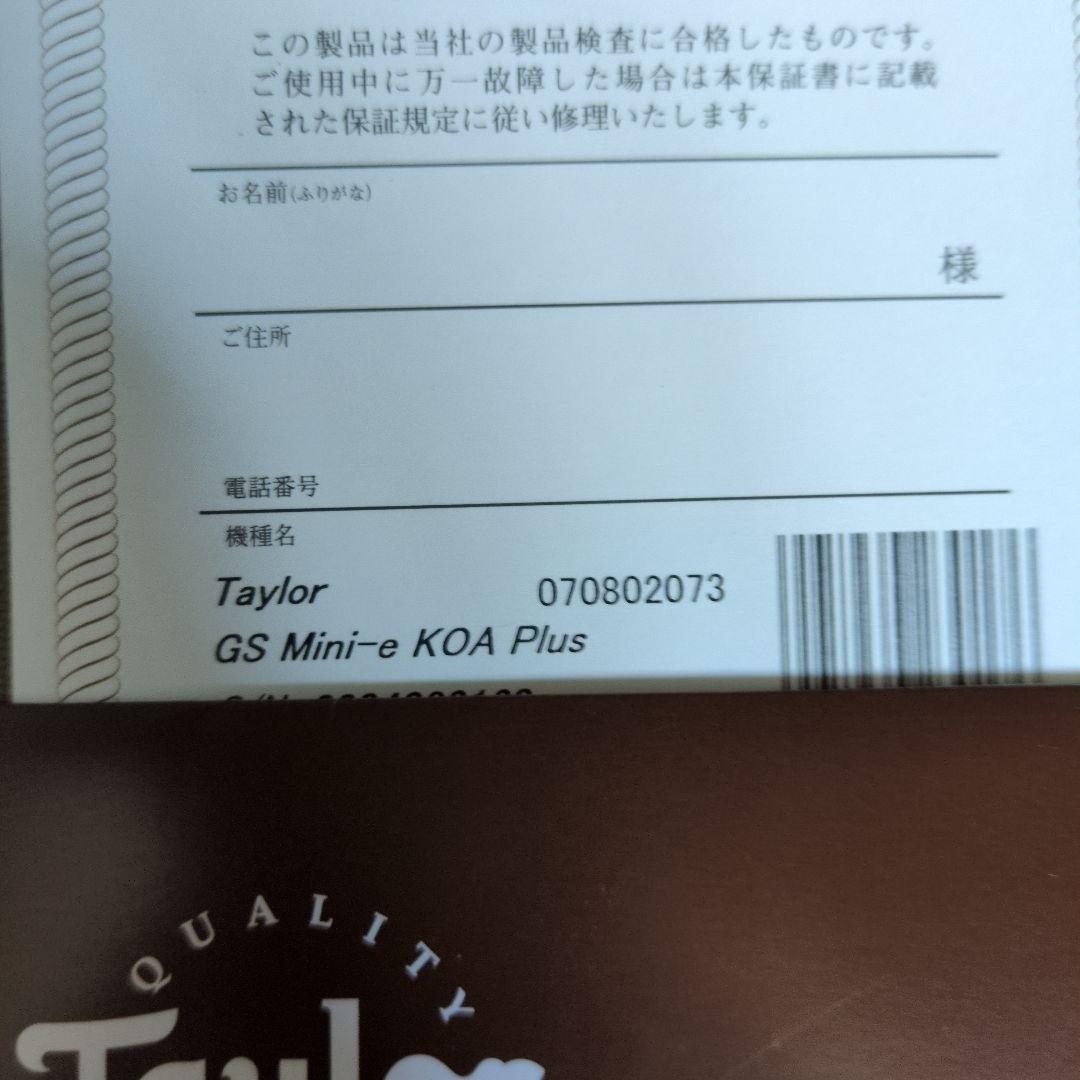 この製品は当社の製品検査に合格したものです。
ご使用中に万一故障した場合は本保証書に記載
された保証規定に従い修理いたします。
お名前(ふりがな)
様
ご住所
電話番号
機種名
Taylor 070802073
GS Mini-e KOA Plus
QUALITY
Taylor